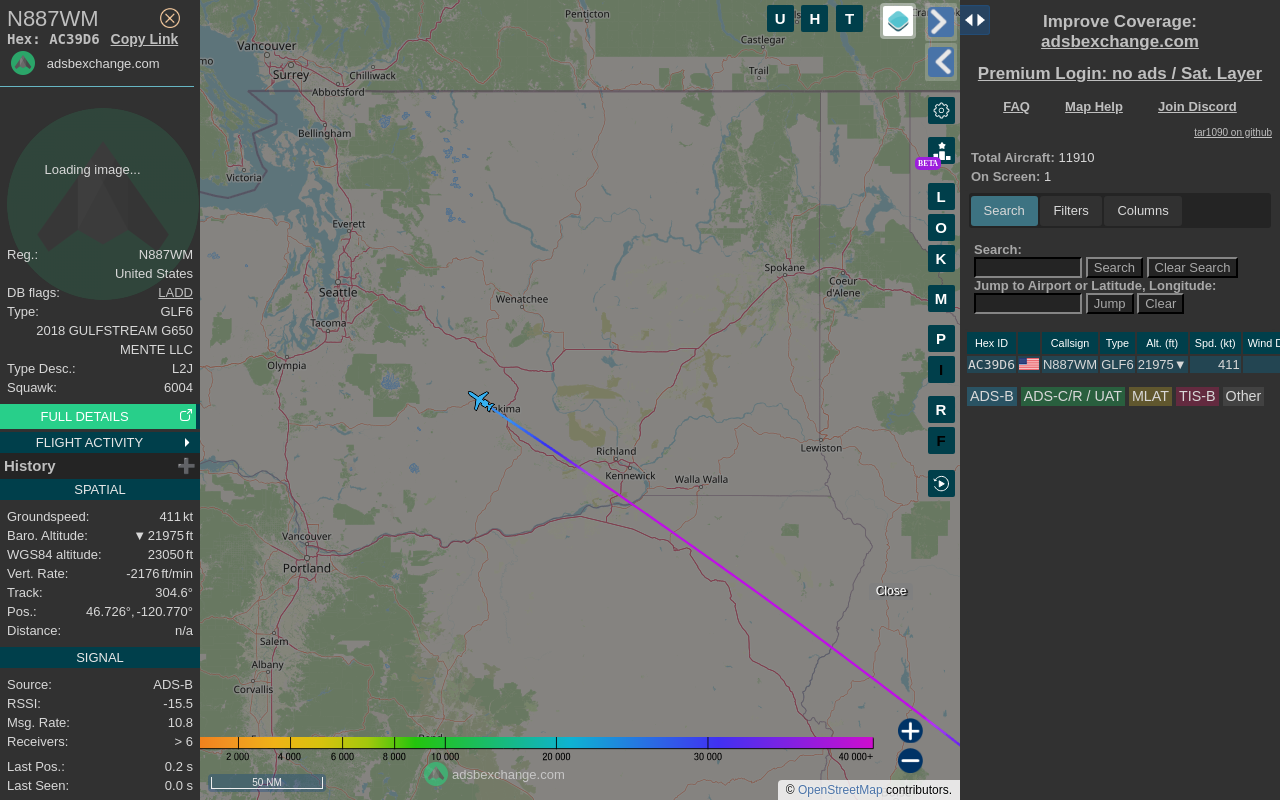 N887WM
Hex: AC39D6 Copy Link
adsbexchange.com
Loading image...
Reg.: N887WM
United States
DB flags: LADD
Type: GLF6
2018 GULFSTREAM G650
MENTE LLC
Type Desc.: L2J
Squawk: 6004
FULL DETAILS
FLIGHT ACTIVITY
History
SPATIAL
Groundspeed: 411 kt
Baro. Altitude: ▼ 21975 ft
WGS84 altitude: 23050 ft
Vert. Rate: -2176 ft/min
Track: 304.6°
Pos.: 46.726°, -120.770°
Distance: n/a
SIGNAL
Source: ADS-B
RSSI: -15.5
Msg. Rate: 10.8
Receivers: > 6
Last Pos.: 0.2 s
Last Seen: 0.0 s
Penticton
Vancouver
Castlegar
Surrey
Chilliwack
Trail
Abbotsford
Bellingham
Victoria
Everett
Spokane
Coeur
d'Alene
Seattle
Wenatchee
Tacoma
Olympia
Yakima
Richland
Lewiston
Kennewick
Walla Walla
Vancouver
Portland
Salem
Albany
Corvallis
Bend
Close
U H T
BETA
L
O
K
M
P
I
R
F
2 000 4 000 6 000 8 000 10 000 20 000 30 000 40 000+
adsbexchange.com
50 NM
© OpenStreetMap contributors.
Improve Coverage:
adsbexchange.com
Premium Login: no ads / Sat. Layer
FAQ Map Help Join Discord
tar1090 on github
Total Aircraft: 11910
On Screen: 1
Search Filters Columns
Search:
Search Clear Search
Jump to Airport or Latitude, Longitude:
Jump Clear
Hex ID Callsign Type Alt. (ft) Spd. (kt) Wind D
AC39D6 N887WM GLF6 21975▼ 411
ADS-B ADS-C/R / UAT MLAT TIS-B Other